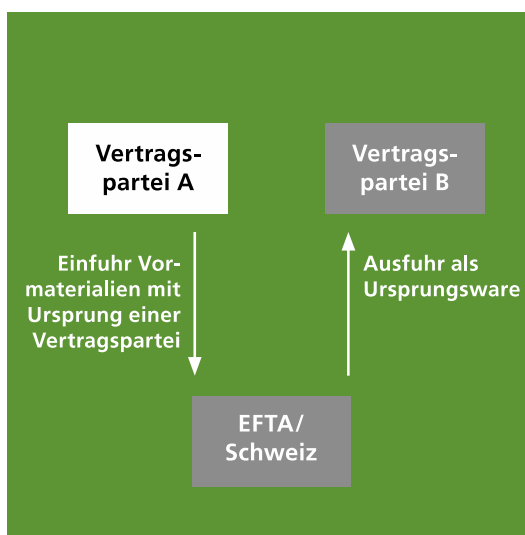 Vertrags-
partei A
Vertrags-
partei B
Einfuhr Vor-
materialien mit
Ursprung einer
Vertragspartei
Ausfuhr als
Ursprungsware
EFTA/
Schweiz